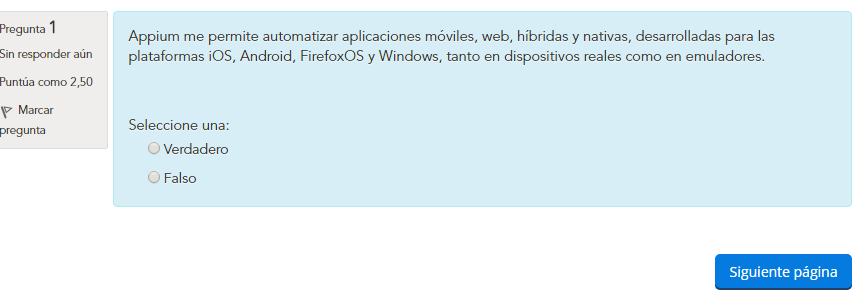 Pregunta 1
Sin responder aún
Puntúa como 2,50
Marcar
pregunta
Appium me permite automatizar aplicaciones móviles, web, híbridas y nativas, desarrolladas para las
plataformas iOS, Android, FirefoxOS y Windows, tanto en dispositivos reales como en emuladores.
Seleccione una:
Verdadero
Falso
Siguiente página